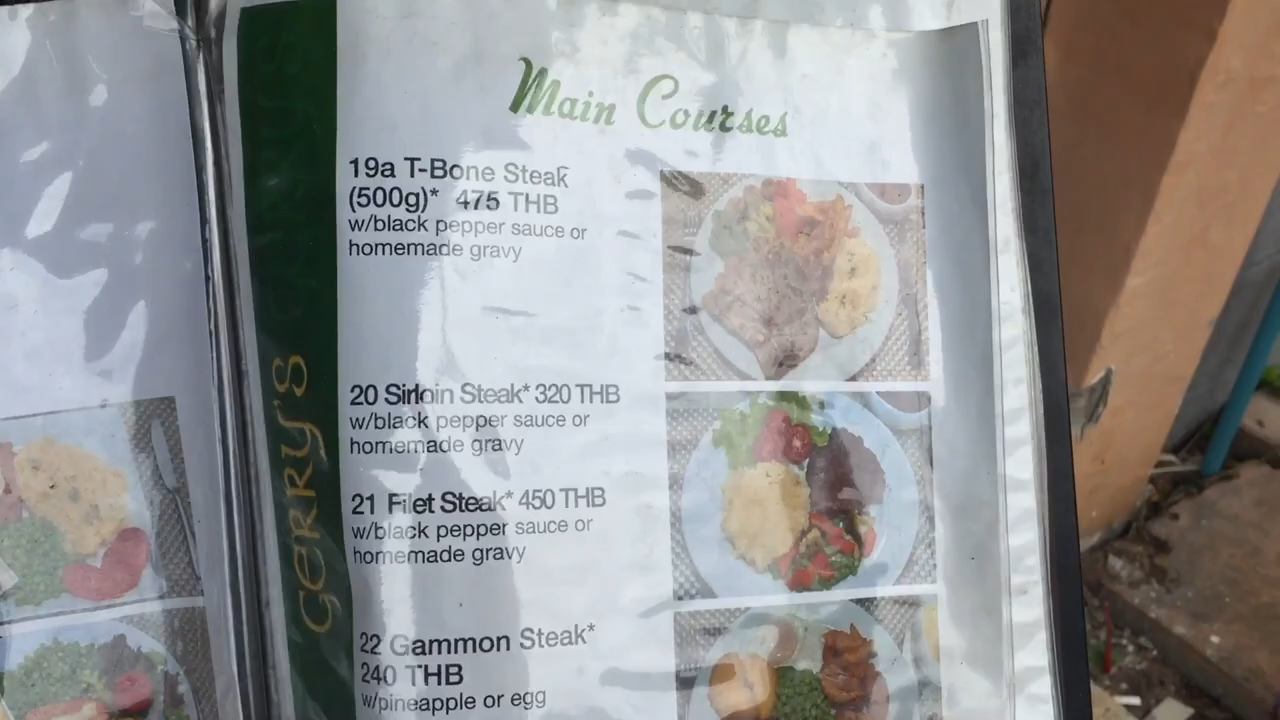 GERRY'S
Main Courses
19a T-Bone Steak
(500g)* 475 THB
w/black pepper sauce or
homemade gravy
20 Sirloin Steak* 320 THB
w/black pepper sauce or
homemade gravy
21 Filet Steak* 450 THB
w/black pepper sauce or
homemade gravy
22 Gammon Steak*
240 THB
w/pineapple or egg